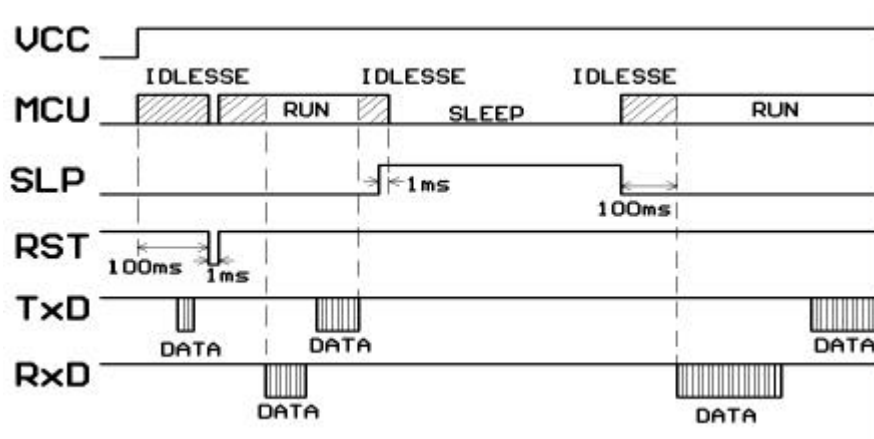 VCC
IDLESSE IDLESSE IDLESSE
MCU RUN SLEEP RUN
SLP 1ms
100ms
RST
100ms 1ms
TxD
DATA DATA DATA
RxD
DATA DATA